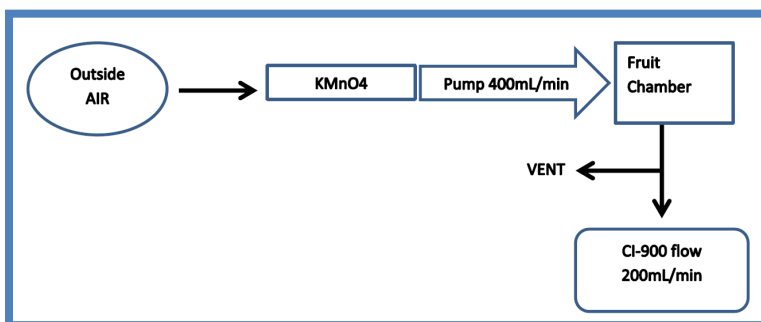 Outside
AIR
KMnO4
Pump 400mL/min
Fruit
Chamber
VENT
CI-900 flow
200mL/min